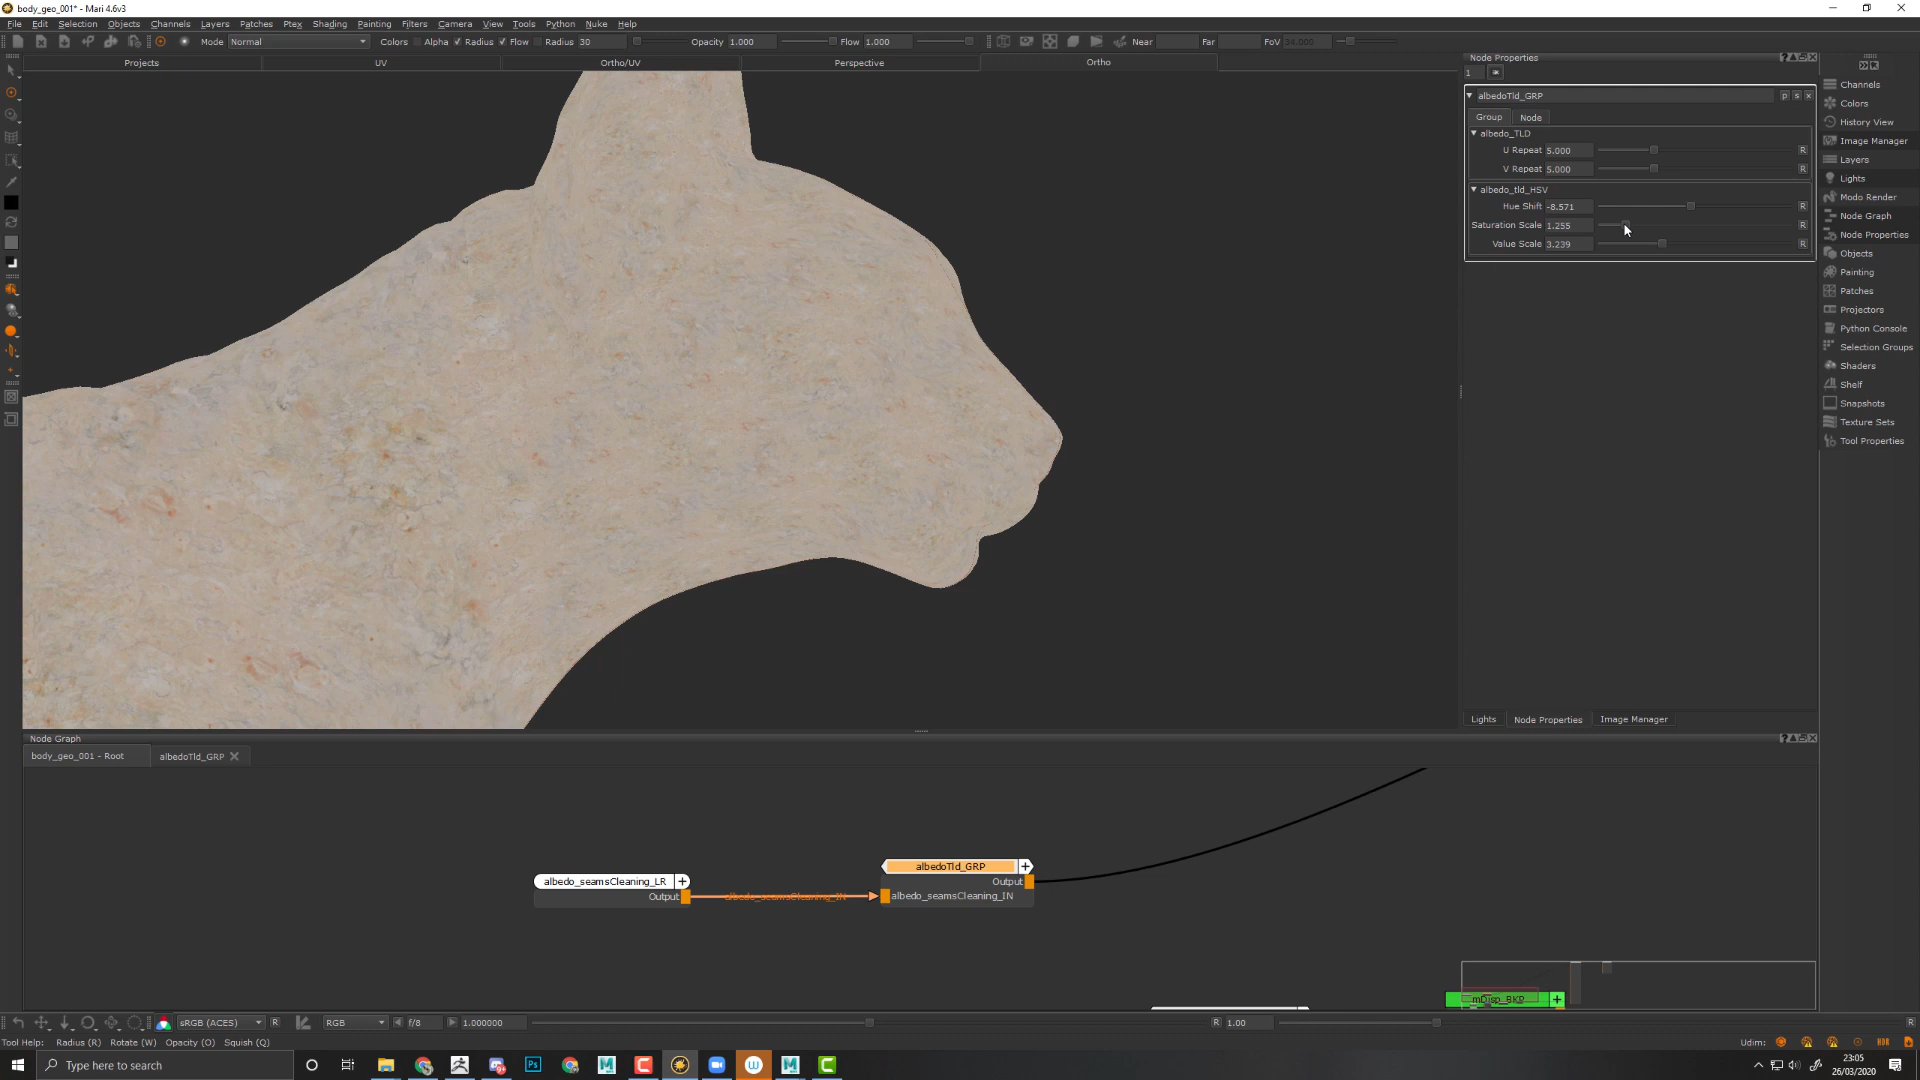 body_geo_001* - Mari 4.6v3
File Edit Selection Objects Channels Layers Patches Ptex Shading Painting Filters Camera View Tools Python Nuke Help
Mode Normal Colors Alpha Radius Flow Radius 30 Opacity 1.000 Flow 1.000 Near Far FoV 34.000
Projects UV Ortho/UV Perspective Ortho
Node Properties
1
albedoTld_GRP p s x
Group Node
albedo_TLD
U Repeat 5.000 R
V Repeat 5.000 R
albedo_tld_HSV
Hue Shift -8.571 R
Saturation Scale 1.255 R
Value Scale 3.239 R
Channels
Colors
History View
Image Manager
Layers
Lights
Modo Render
Node Graph
Node Properties
Objects
Painting
Patches
Projectors
Python Console
Selection Groups
Shaders
Shelf
Snapshots
Texture Sets
Tool Properties
Lights Node Properties Image Manager
Node Graph
body_geo_001 - Root albedoTld_GRP
albedoTld_GRP +
albedo_seamsCleaning_LR + Output
Output albedo_seamsCleaning_IN albedo_seamsCleaning_IN
mDisp_BKP +
sRGB (ACES) R RGB f/8 1.000000 R 1.00 R
Tool Help: Radius (R) Rotate (W) Opacity (O) Squish (Q) Udim:
Type here to search
23:05
26/03/2020